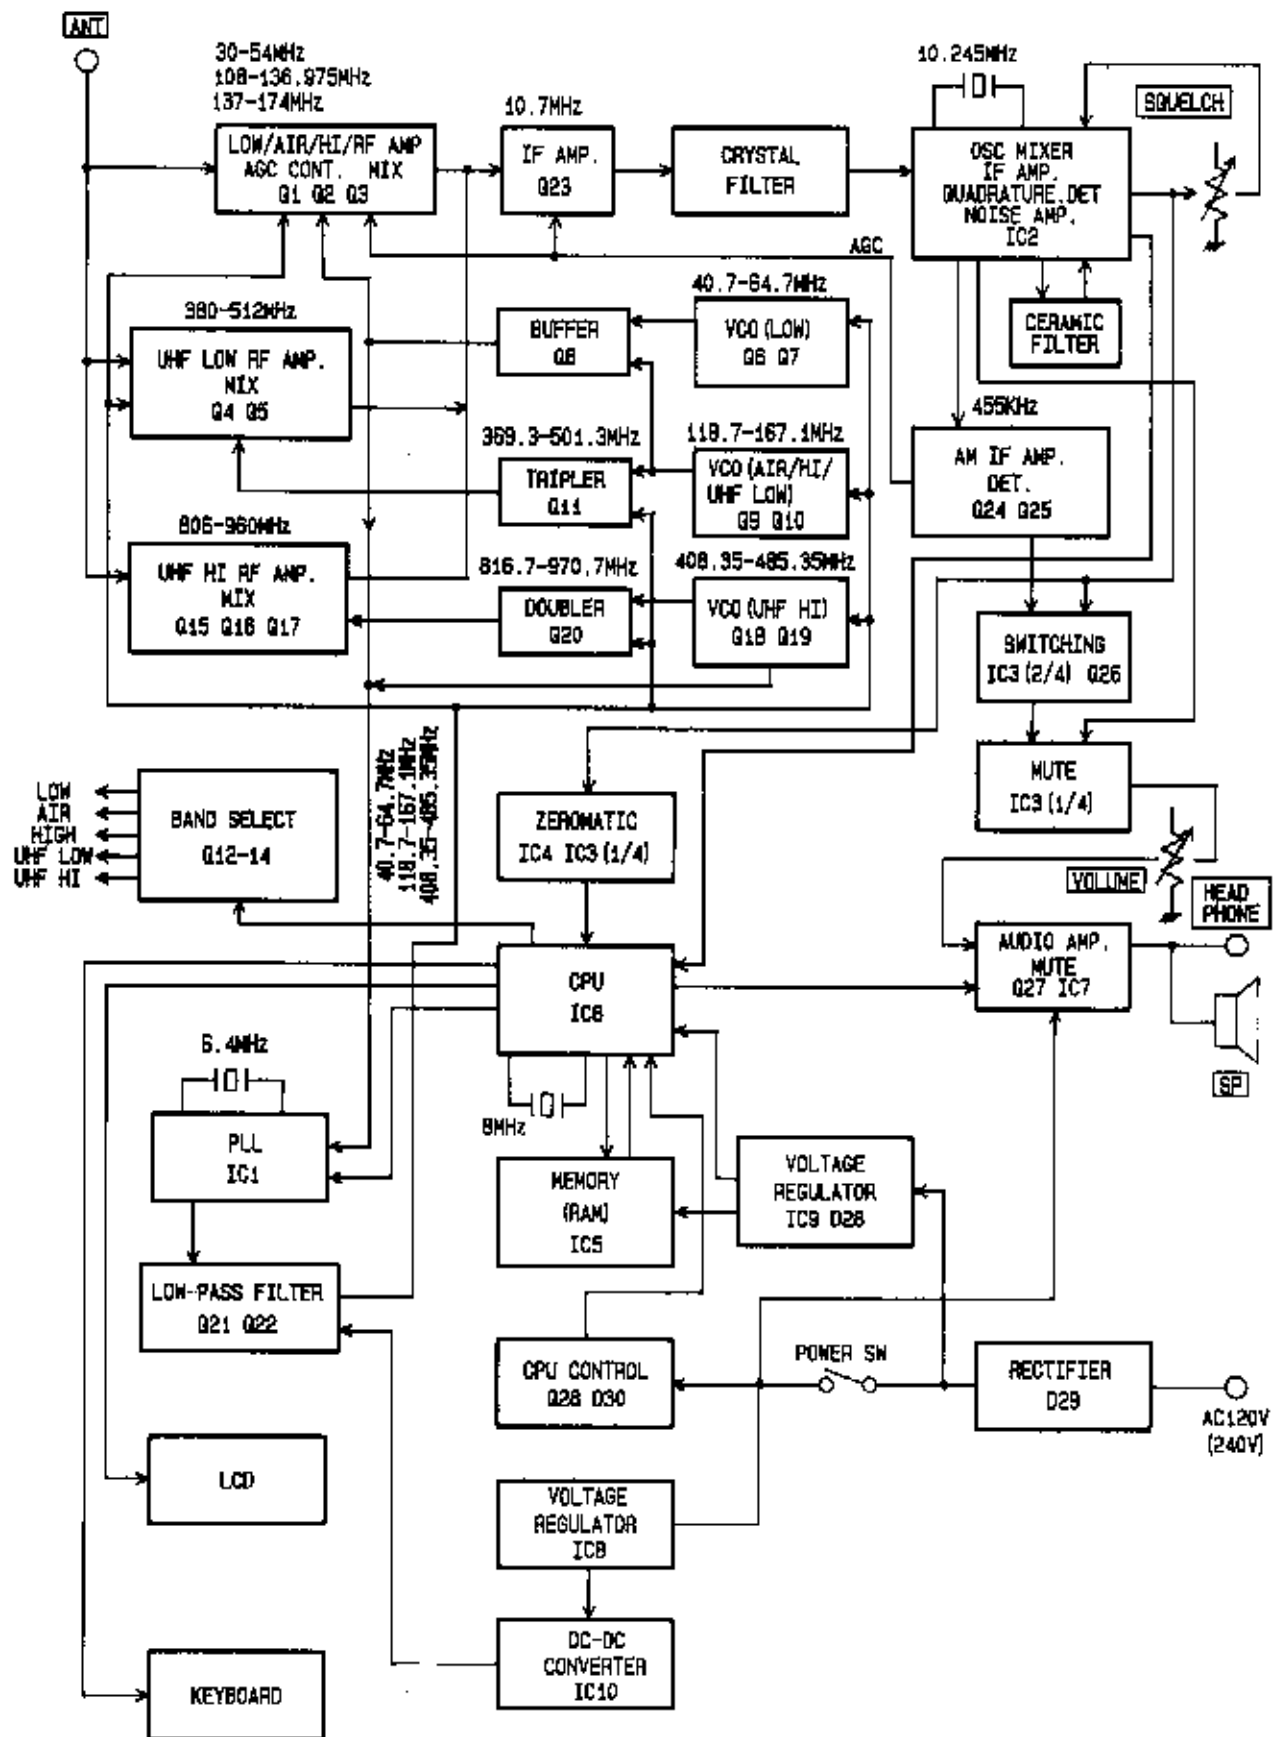 ANT
30-54MHz
108-136.975MHz
137-174MHz
LOW/AIR/HI/RF AMP
AGC CONT. MIX
Q1 Q2 Q3
10.7MHz
IF AMP.
Q23
CRYSTAL
FILTER
10.245MHz
OSC MIXER
IF AMP.
QUADRATURE.DET
NOISE AMP.
IC2
SQUELCH
AGC
380-512MHz
UHF LOW RF AMP.
MIX
Q4 Q5
BUFFER
Q8
40.7-64.7MHz
VCO (LOW)
Q6 Q7
CERAMIC
FILTER
369.3-501.3MHz
TRIPLER
Q11
118.7-167.1MHz
VCO (AIR/HI/
UHF LOW)
Q9 Q10
455KHz
AM IF AMP.
DET.
Q24 Q25
806-960MHz
UHF HI RF AMP.
MIX
Q15 Q16 Q17
816.7-970.7MHz
DOUBLER
Q20
408.35-485.35MHz
VCO (UHF HI)
Q18 Q19
SWITCHING
IC3 (2/4) Q26
40.7-64.7MHz
118.7-167.1MHz
408.35-485.35MHz
MUTE
IC3 (1/4)
LOW
AIR
HIGH
UHF LOW
UHF HI
BAND SELECT
Q12-14
ZEROMATIC
IC4 IC3 (1/4)
VOLUME
HEAD
PHONE
AUDIO AMP.
MUTE
Q27 IC7
CPU
IC6
SP
6.4MHz
PLL
IC1
8MHz
MEMORY
(RAM)
IC5
VOLTAGE
REGULATOR
IC9 D28
LOW-PASS FILTER
Q21 Q22
CPU CONTROL
Q28 D30
POWER SW
RECTIFIER
D29
AC120V
(240V)
LCD
VOLTAGE
REGULATOR
IC8
DC-DC
CONVERTER
IC10
KEYBOARD